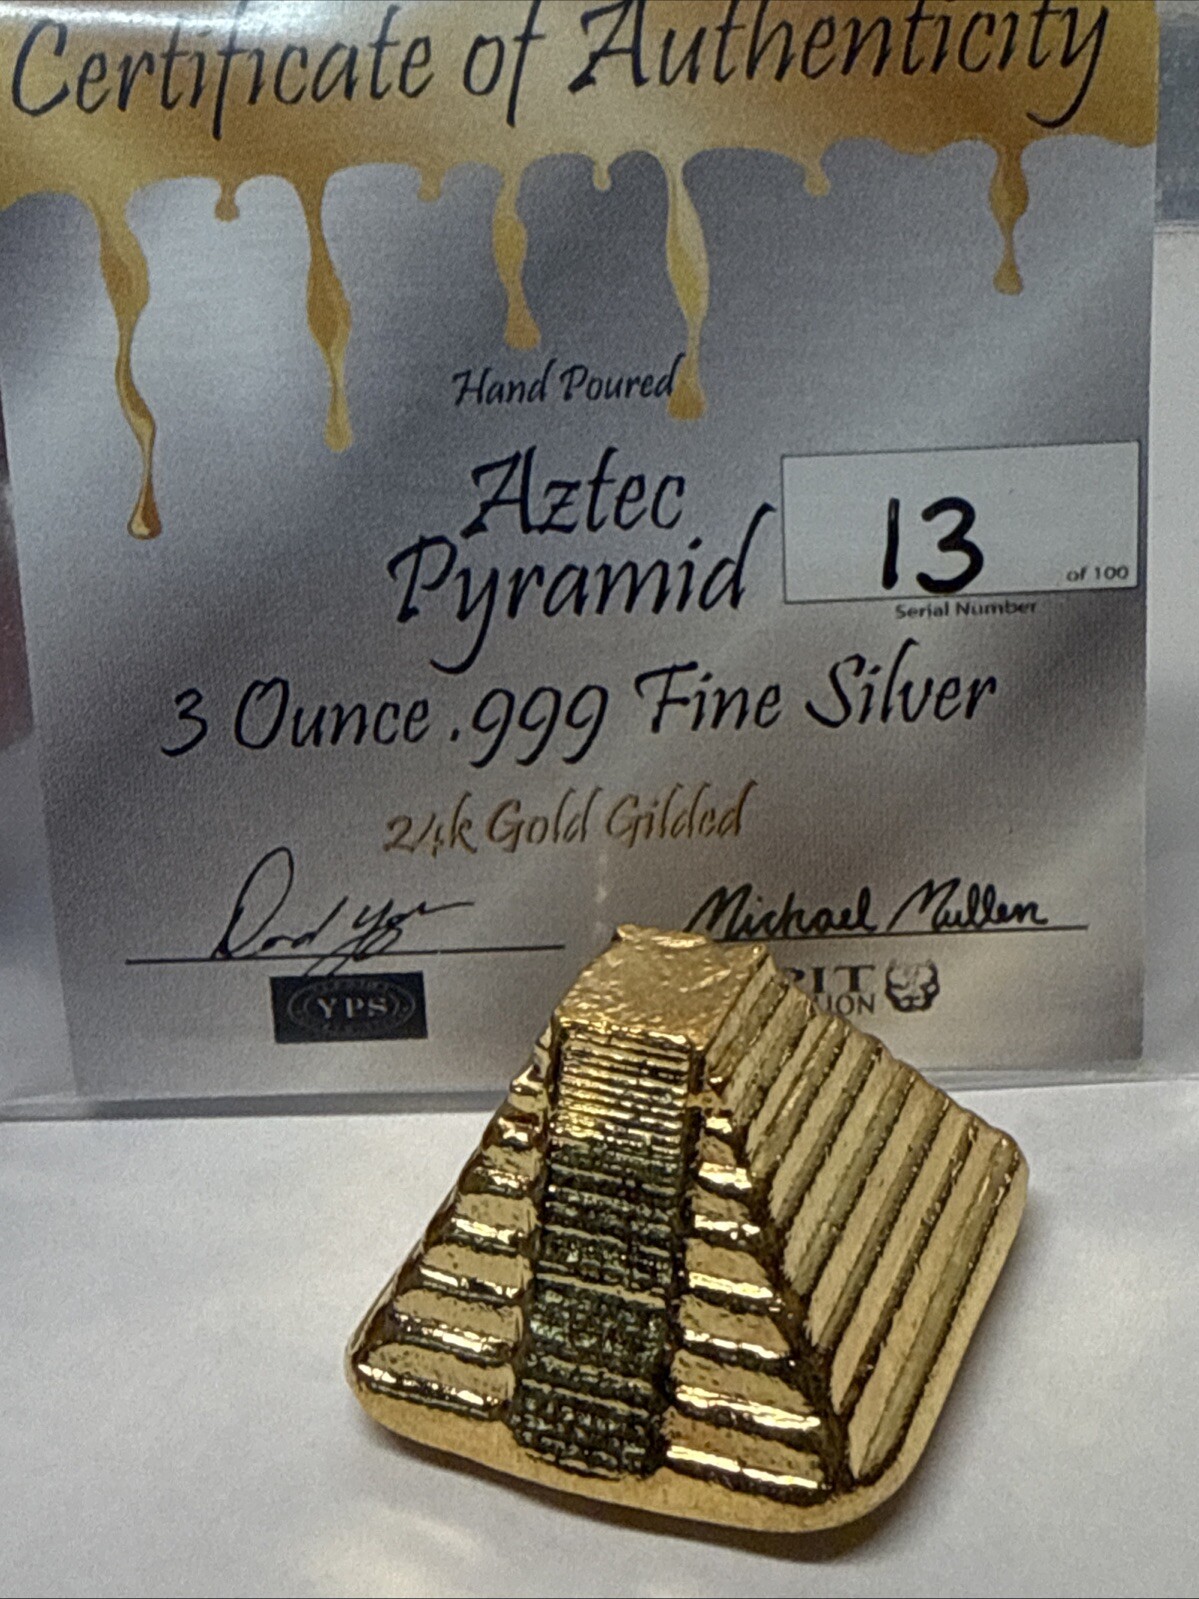 Certificate of Authenticity
Hand Poured
Aztec
Pyramid
13
of 100
Serial Number
3 Ounce .999 Fine Silver
24k Gold Gilded
Michael Mullen
YPS